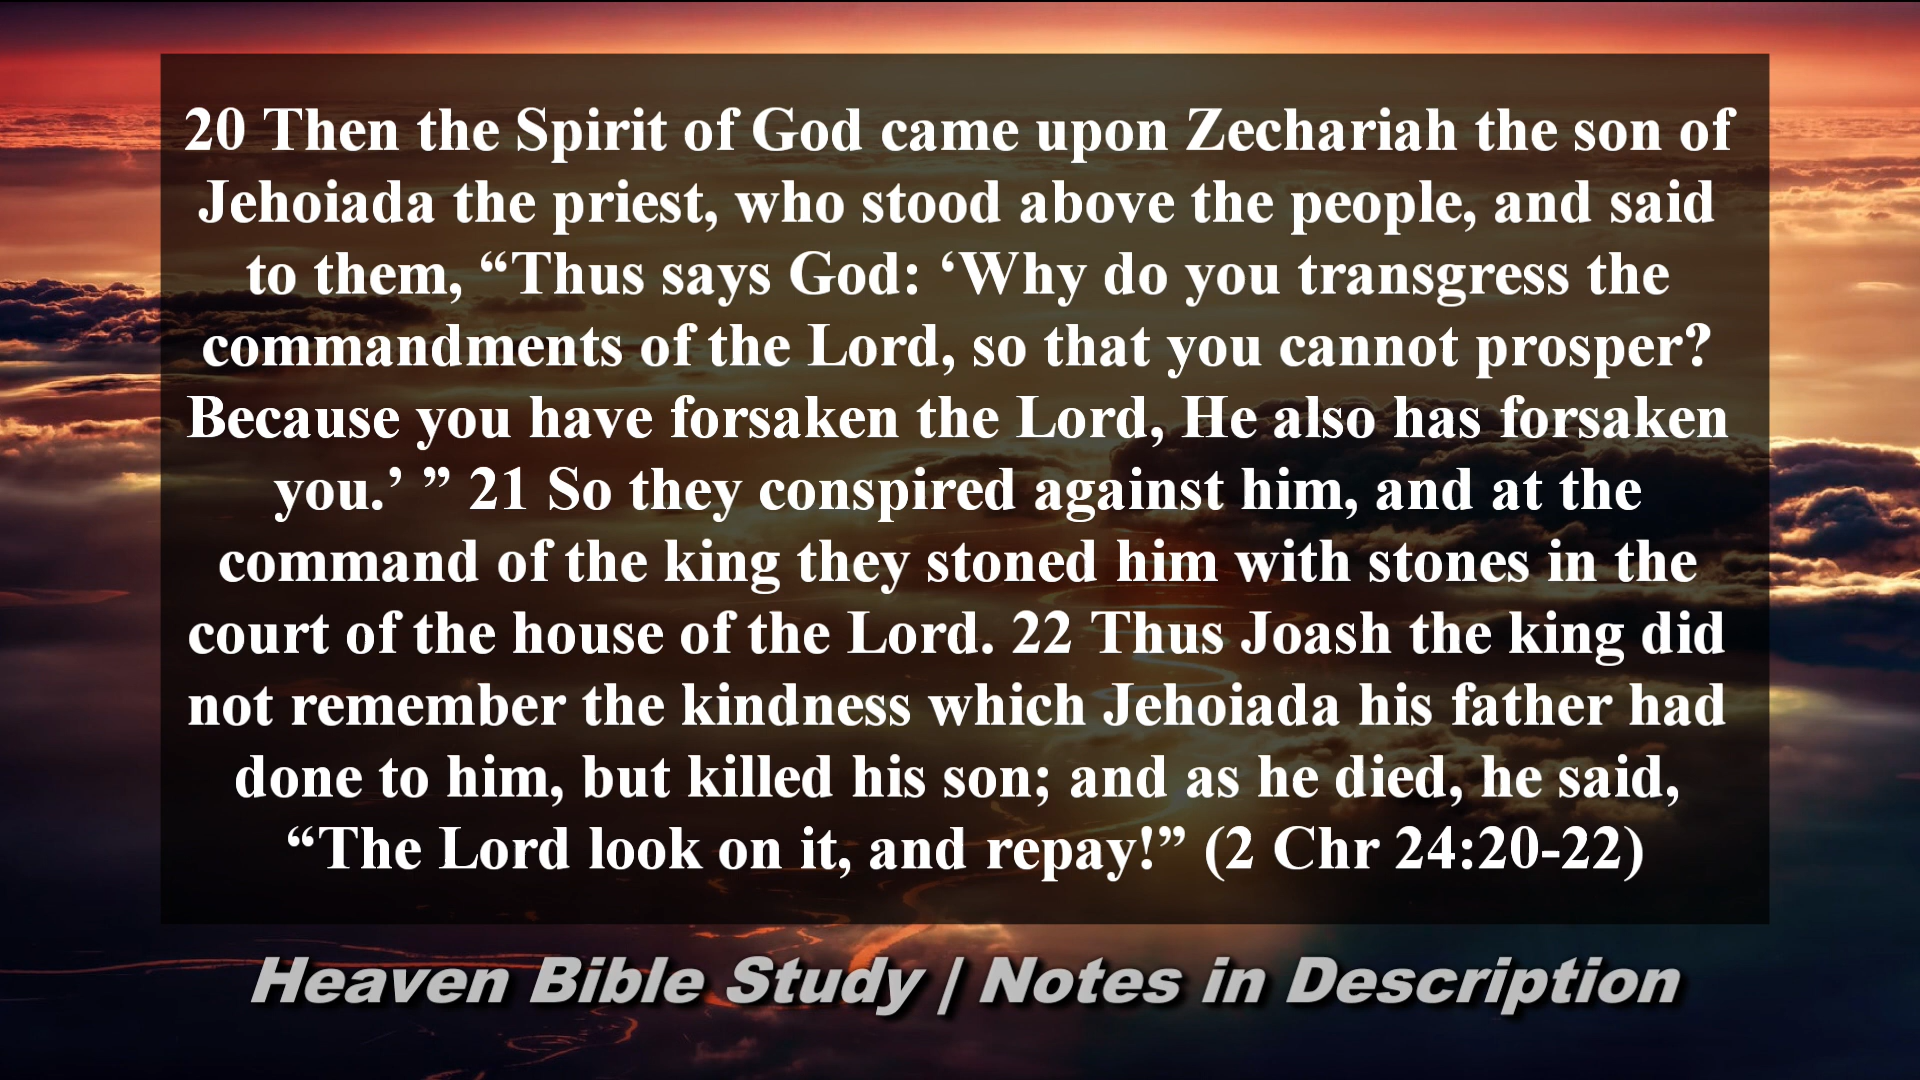 20 Then the Spirit of God came upon Zechariah the son of
Jehoiada the priest, who stood above the people, and said
to them, “Thus says God: ‘Why do you transgress the
commandments of the Lord, so that you cannot prosper?
Because you have forsaken the Lord, He also has forsaken
you.’ ” 21 So they conspired against him, and at the
command of the king they stoned him with stones in the
court of the house of the Lord. 22 Thus Joash the king did
not remember the kindness which Jehoiada his father had
done to him, but killed his son; and as he died, he said,
“The Lord look on it, and repay!” (2 Chr 24:20-22)
Heaven Bible Study | Notes in Description